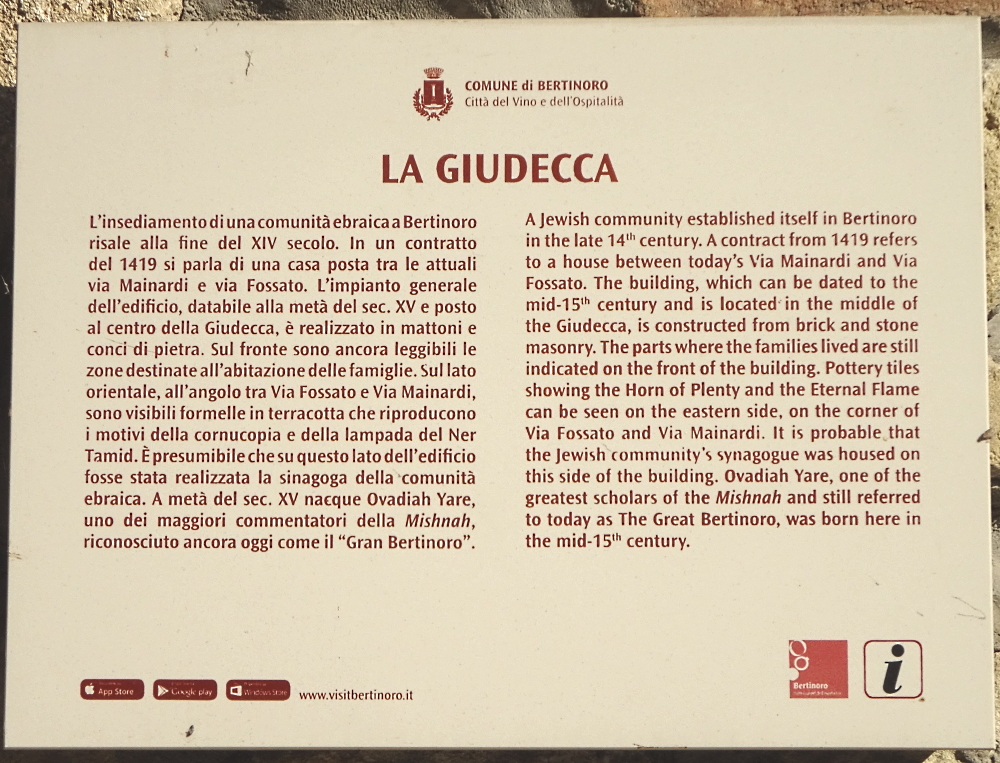 COMUNE di BERTINORO
Città del Vino e dell'Ospitalità
LA GIUDECCA
L'insediamento di una comunità ebraica a Bertinoro
risale alla fine del XIV secolo. In un contratto
del 1419 si parla di una casa posta tra le attuali
via Mainardi e via Fossato. L'impianto generale
dell'edificio, databile alla metà del sec. XV e posto
al centro della Giudecca, è realizzato in mattoni e
conci di pietra. Sul fronte sono ancora leggibili le
zone destinate all'abitazione delle famiglie. Sul lato
orientale, all'angolo tra Via Fossato e Via Mainardi,
sono visibili formelle in terracotta che riproducono
i motivi della cornucopia e della lampada del Ner
Tamid. È presumibile che su questo lato dell'edificio
fosse stata realizzata la sinagoga della comunità
ebraica. A metà del sec. XV nacque Ovadiah Yare,
uno dei maggiori commentatori della Mishnah,
riconosciuto ancora oggi come il “Gran Bertinoro”.
A Jewish community established itself in Bertinoro
in the late 14th century. A contract from 1419 refers
to a house between today's Via Mainardi and Via
Fossato. The building, which can be dated to the
mid-15th century and is located in the middle of
the Giudecca, is constructed from brick and stone
masonry. The parts where the families lived are still
indicated on the front of the building. Pottery tiles
showing the Horn of Plenty and the Eternal Flame
can be seen on the eastern side, on the corner of
Via Fossato and Via Mainardi. It is probable that
the Jewish community's synagogue was housed on
this side of the building. Ovadiah Yare, one of the
greatest scholars of the Mishnah and still referred
to today as The Great Bertinoro, was born here in
the mid-15th century.
App Store
Google play
Windows Store
www.visitbertinoro.it
Bertinoro
i